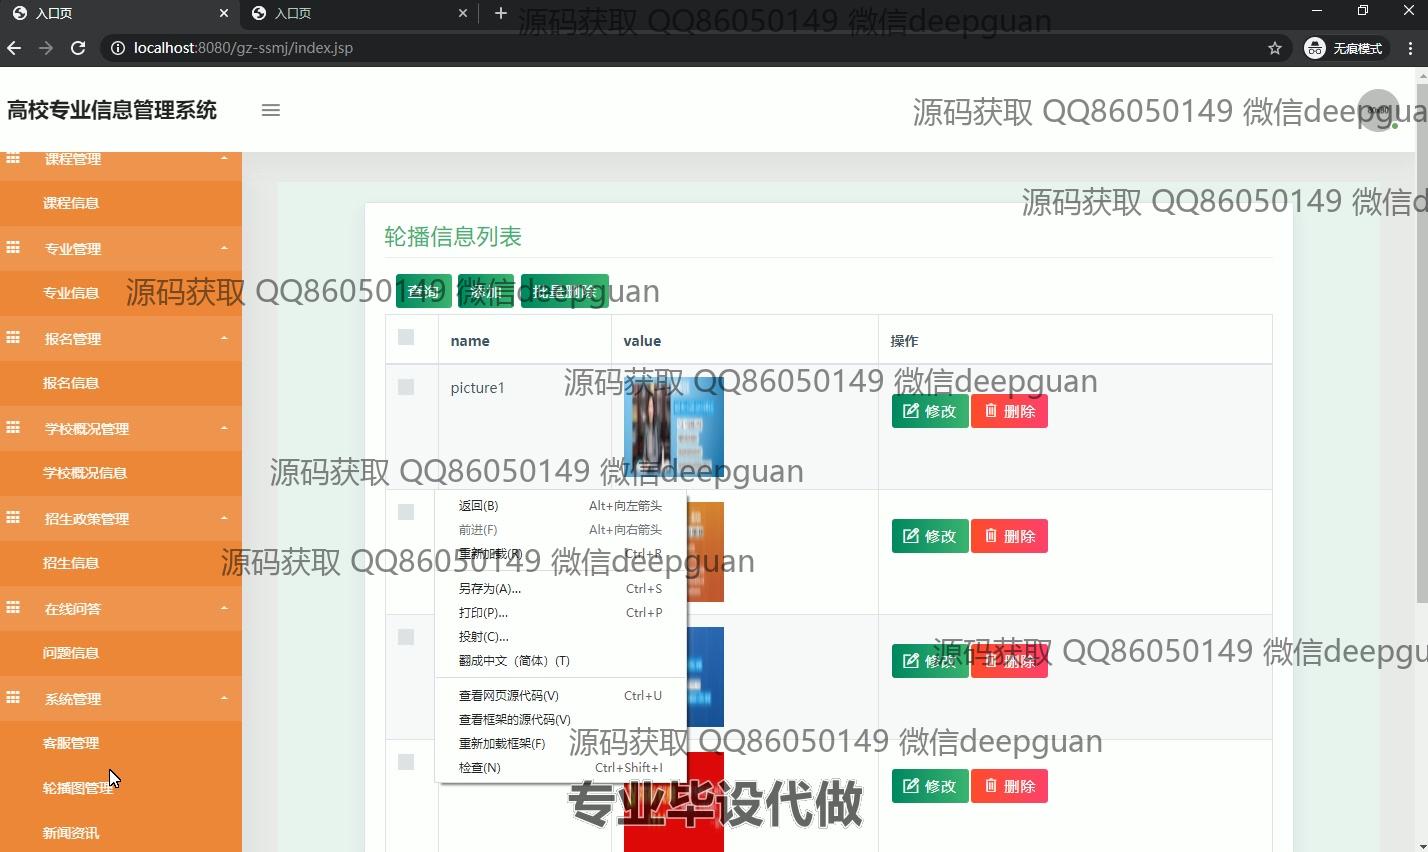 入口页
入口页
源码获取 QQ86050149 微信deepguan
localhost:8080/gz-ssmj/index.jsp
无痕模式
高校专业信息管理系统
源码获取 QQ86050149 微信deepgua
课程管理
课程信息
专业管理
专业信息
报名管理
报名信息
学校概况管理
学校概况信息
招生政策管理
招生信息
在线问答
问题信息
系统管理
客服管理
轮播图管理
新闻资讯
源码获取 QQ86050149 微信d
轮播信息列表
查询 添加 批量删除
源码获取 QQ86050149 微信deepguan
name value 操作
picture1
源码获取 QQ86050149 微信deepguan
修改 删除
源码获取 QQ86050149 微信deepguan
返回(B) Alt+向左箭头
前进(F) Alt+向右箭头
重新加载(R) Ctrl+R
修改 删除
源码获取 QQ86050149 微信deepguan
另存为(A)... Ctrl+S
打印(P)... Ctrl+P
投射(C)...
翻成中文（简体）(T)
修改 删除
源码获取 QQ86050149 微信deepgu
查看网页源代码(V) Ctrl+U
查看框架的源代码(V)
重新加载框架(F)
检查(N) Ctrl+Shift+I
源码获取 QQ86050149 微信deepguan
修改 删除
专业毕设代做